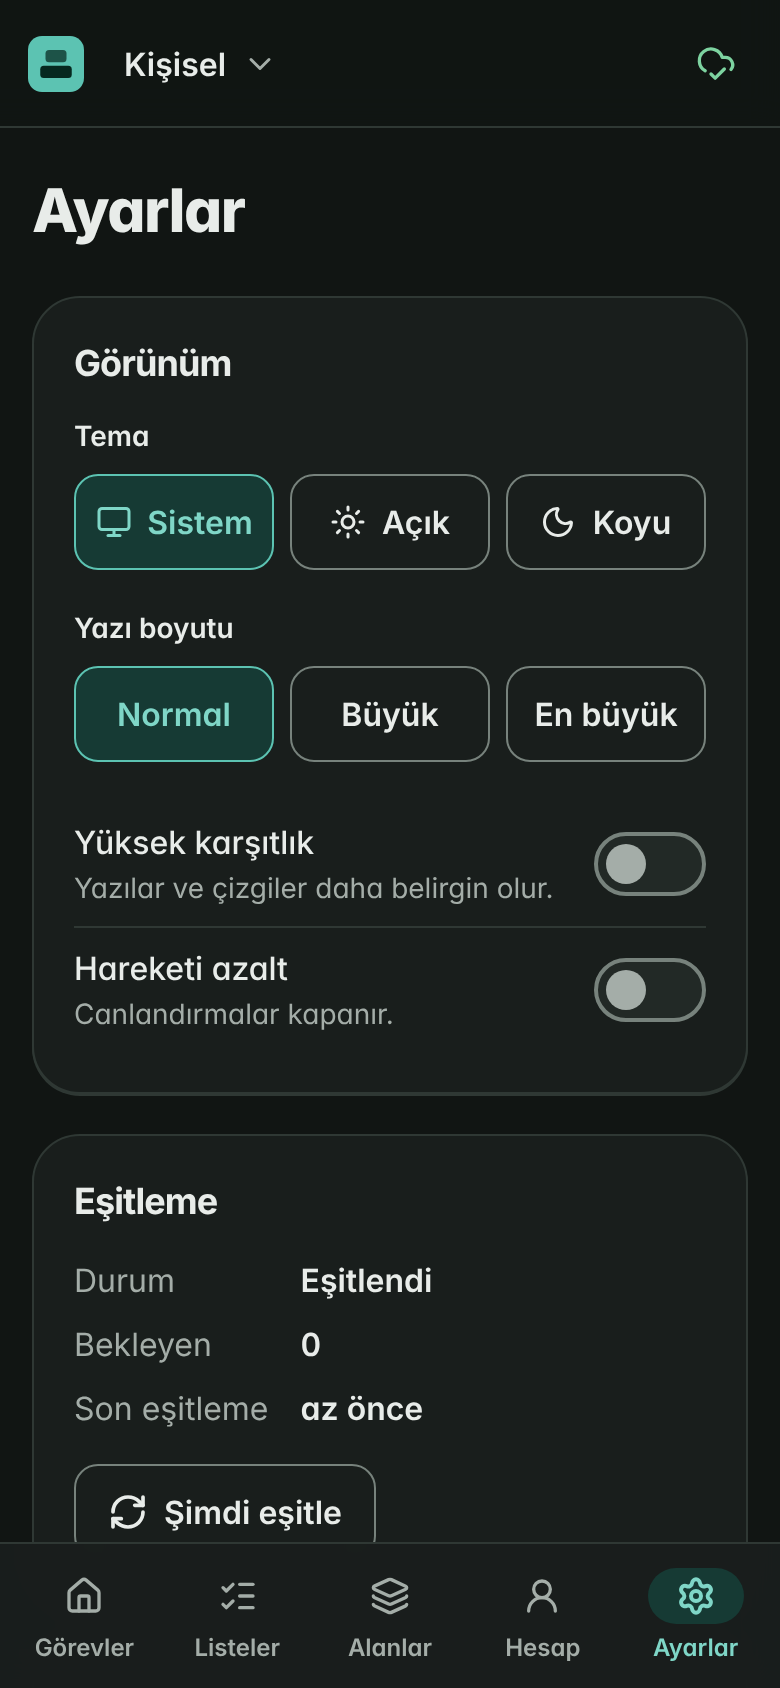 Kişisel
Ayarlar
Görünüm
Tema
Sistem
Açık
Koyu
Yazı boyutu
Normal
Büyük
En büyük
Yüksek karşıtlık
Yazılar ve çizgiler daha belirgin olur.
Hareketi azalt
Canlandırmalar kapanır.
Eşitleme
Durum Eşitlendi
Bekleyen 0
Son eşitleme az önce
Şimdi eşitle
Görevler
Listeler
Alanlar
Hesap
Ayarlar